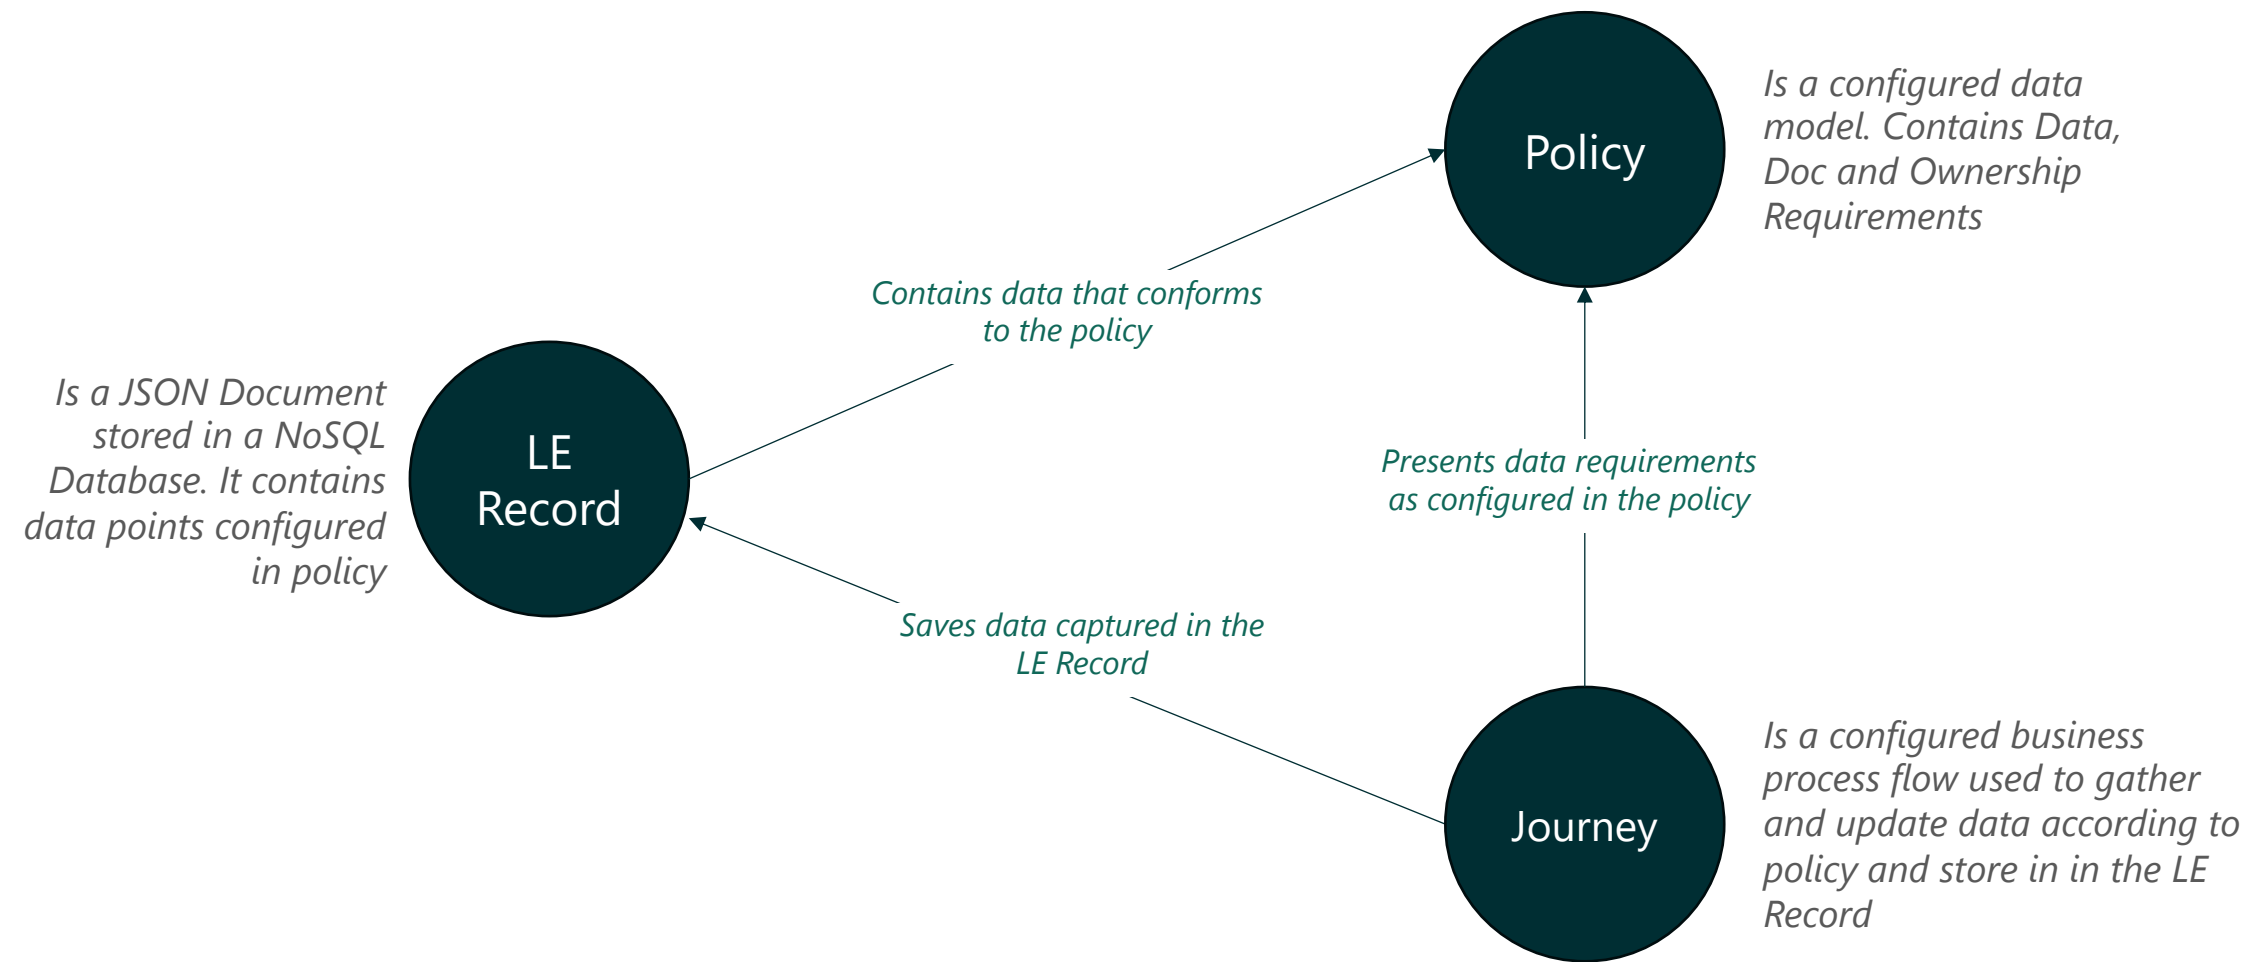 Policy
Is a configured data
model. Contains Data,
Doc and Ownership
Requirements
Contains data that conforms
to the policy
Is a JSON Document
stored in a NoSQL
Database. It contains
data points configured
in policy
LE
Record
Presents data requirements
as configured in the policy
Saves data captured in the
LE Record
Journey
Is a configured business
process flow used to gather
and update data according to
policy and store in in the LE
Record